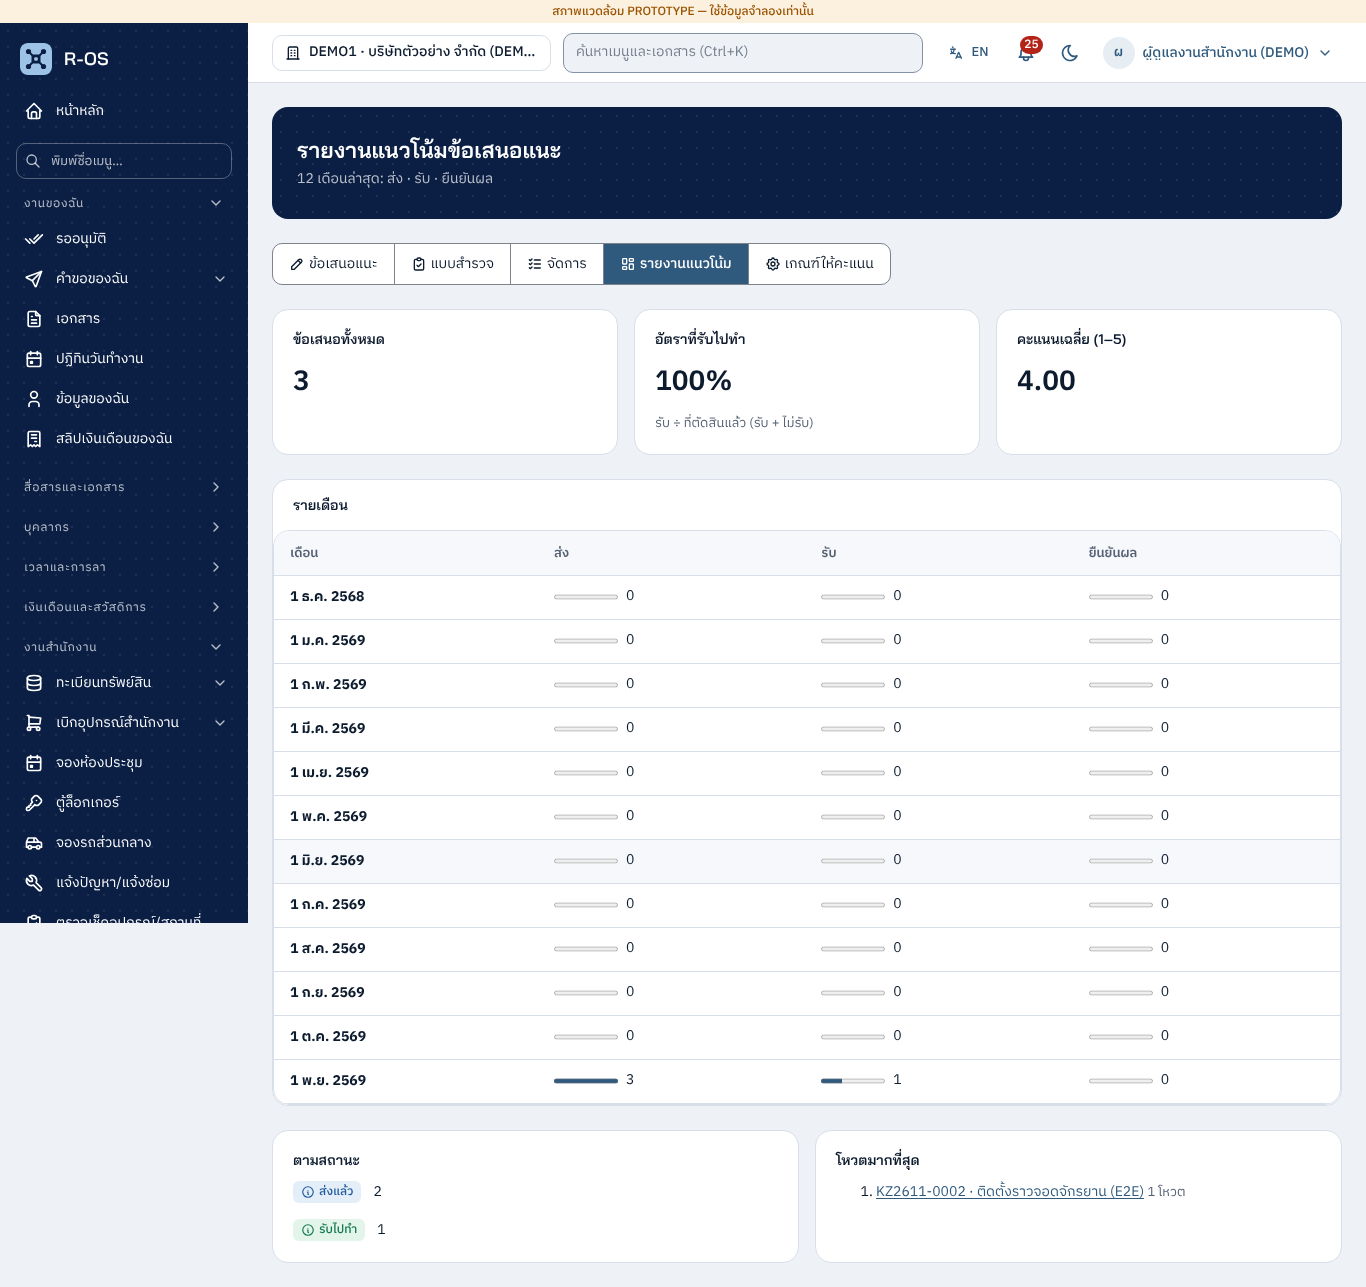 สภาพแวดล้อม PROTOTYPE — ใช้ข้อมูลจำลองเท่านั้น
R-OS
DEMO1 · บริษัทตัวอย่าง จำกัด (DEM...
ค้นหาเมนูและเอกสาร (Ctrl+K)
EN
25
ผ
ผู้ดูแลงานสำนักงาน (DEMO)
หน้าหลัก
พิมพ์ชื่อเมนู...
งานของฉัน
รออนุมัติ
คำขอของฉัน
เอกสาร
ปฏิทินวันทำงาน
ข้อมูลของฉัน
สลิปเงินเดือนของฉัน
สื่อสารและเอกสาร
บุคลากร
เวลาและการลา
เงินเดือนและสวัสดิการ
งานสำนักงาน
ทะเบียนทรัพย์สิน
เบิกอุปกรณ์สำนักงาน
จองห้องประชุม
ตู้ล็อกเกอร์
จองรถส่วนกลาง
แจ้งปัญหา/แจ้งซ่อม
ตรวจเช็คอุปกรณ์/สถานที่
รายงานแนวโน้มข้อเสนอแนะ
12 เดือนล่าสุด: ส่ง · รับ · ยืนยันผล
ข้อเสนอแนะ
แบบสำรวจ
จัดการ
รายงานแนวโน้ม
เกณฑ์ให้คะแนน
ข้อเสนอทั้งหมด
3
อัตราที่รับไปทำ
100%
รับ ÷ ที่ตัดสินแล้ว (รับ + ไม่รับ)
คะแนนเฉลี่ย (1–5)
4.00
รายเดือน
เดือน ส่ง รับ ยืนยันผล
1 ธ.ค. 2568 0 0 0
1 ม.ค. 2569 0 0 0
1 ก.พ. 2569 0 0 0
1 มี.ค. 2569 0 0 0
1 เม.ย. 2569 0 0 0
1 พ.ค. 2569 0 0 0
1 มิ.ย. 2569 0 0 0
1 ก.ค. 2569 0 0 0
1 ส.ค. 2569 0 0 0
1 ก.ย. 2569 0 0 0
1 ต.ค. 2569 0 0 0
1 พ.ย. 2569 3 1 0
ตามสถานะ
ส่งแล้ว 2
รับไปทำ 1
โหวตมากที่สุด
1. KZ2611-0002 · ติดตั้งราวจอดจักรยาน (E2E) 1 โหวต